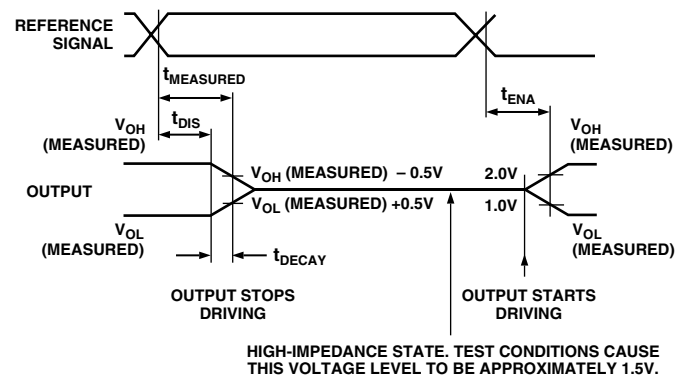 REFERENCE
SIGNAL
tMEASURED
tENA
tDIS
VOH
(MEASURED)
VOH
(MEASURED)
VOH (MEASURED) – 0.5V
2.0V
OUTPUT
VOL (MEASURED) +0.5V
1.0V
VOL
(MEASURED)
VOL
(MEASURED)
tDECAY
OUTPUT STOPS
DRIVING
OUTPUT STARTS
DRIVING
HIGH-IMPEDANCE STATE. TEST CONDITIONS CAUSE
THIS VOLTAGE LEVEL TO BE APPROXIMATELY 1.5V.